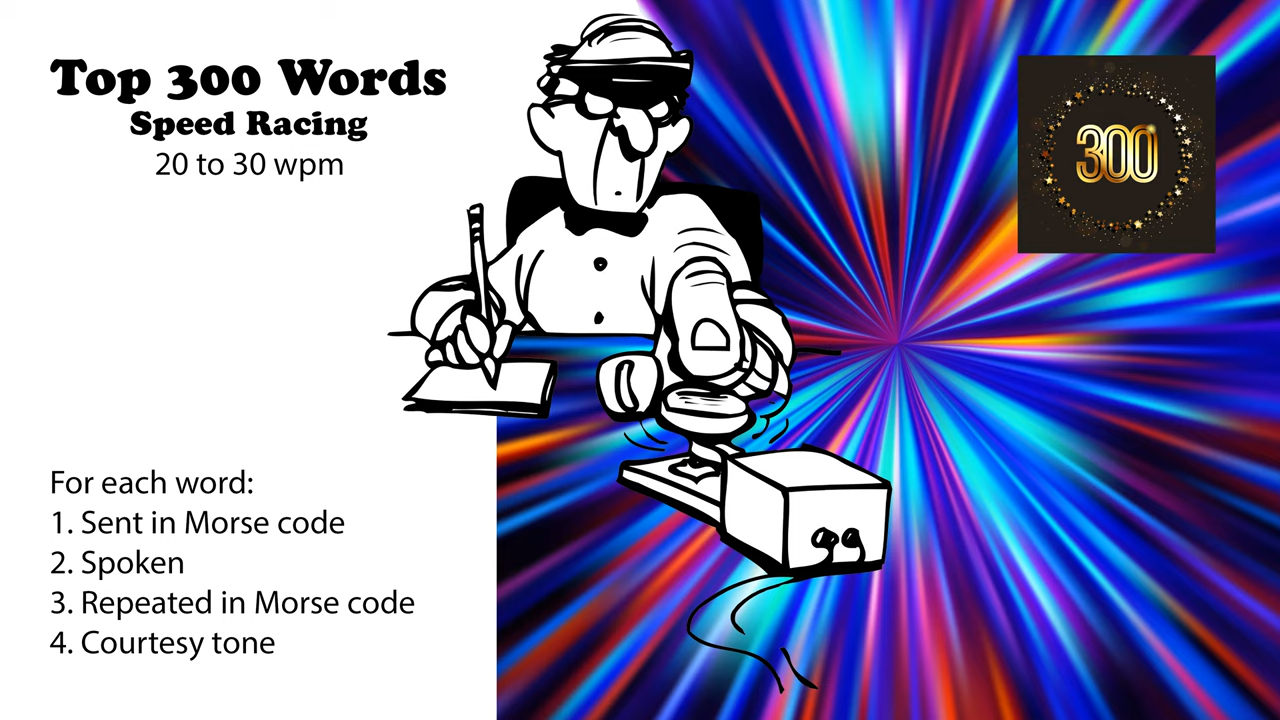 Top 300 Words
Speed Racing
20 to 30 wpm
300
For each word:
1. Sent in Morse code
2. Spoken
3. Repeated in Morse code
4. Courtesy tone